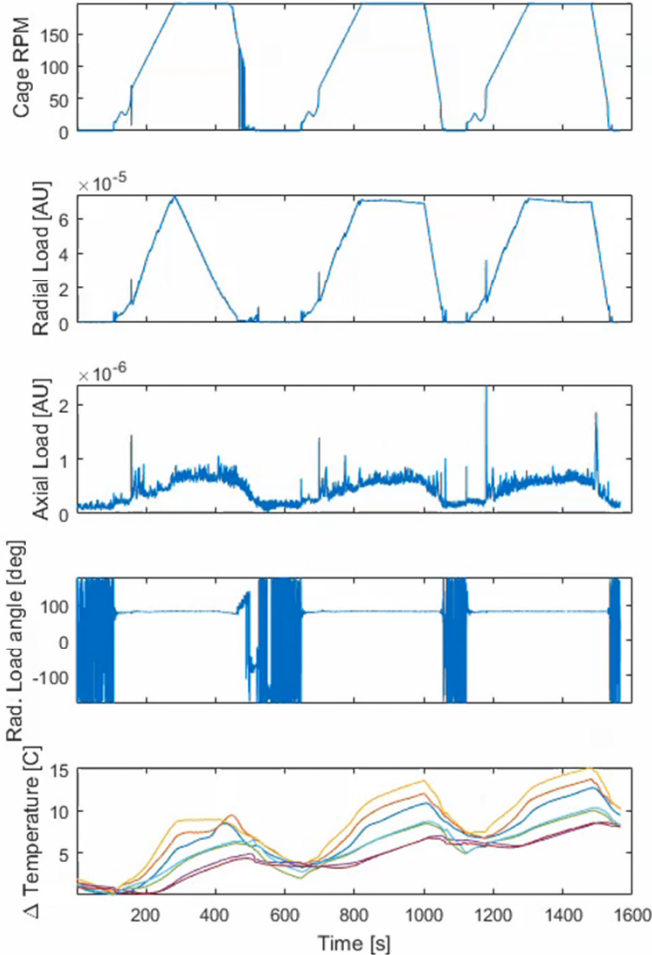 Cage RPM
150
100
50
0
× 10⁻⁵
Radial Load [AU]
6
4
2
0
× 10⁻⁶
Axial Load [AU]
2
1
0
Rad. Load angle [deg]
100
0
-100
Δ Temperature [C]
15
10
5
200 400 600 800 1000 1200 1400 1600
Time [s]